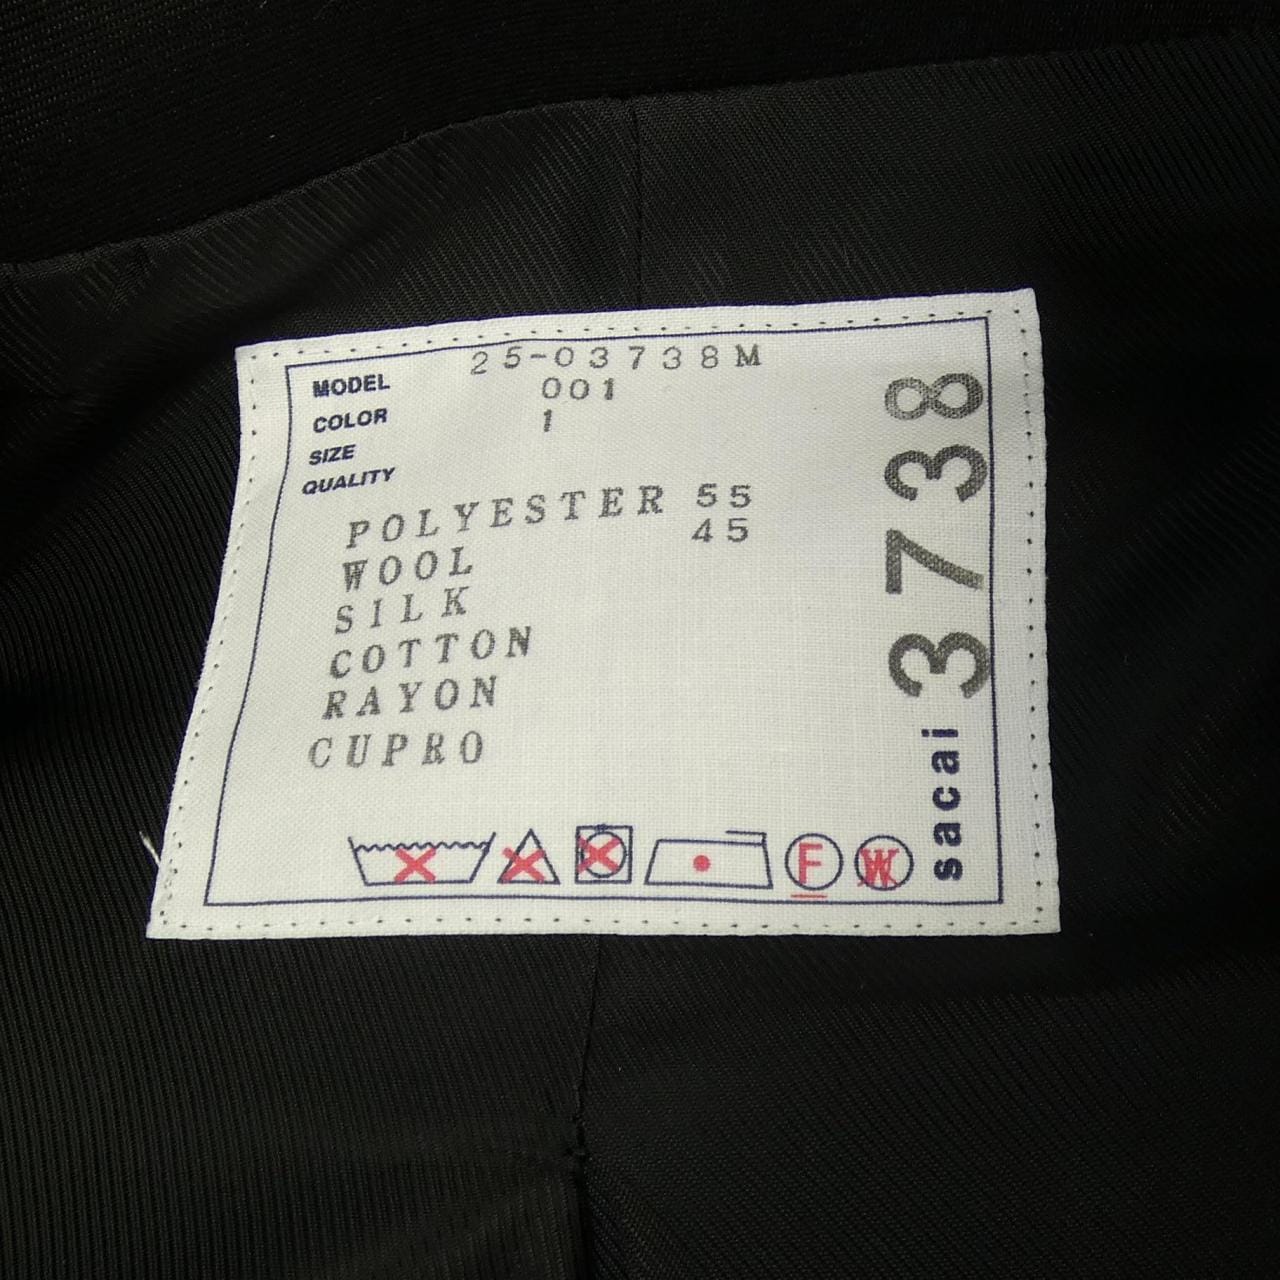 MODEL 25-03738M
COLOR 001
SIZE 1
QUALITY
POLYESTER 55
WOOL 45
SILK
COTTON
RAYON
CUPRO
F
W
sacai 3738